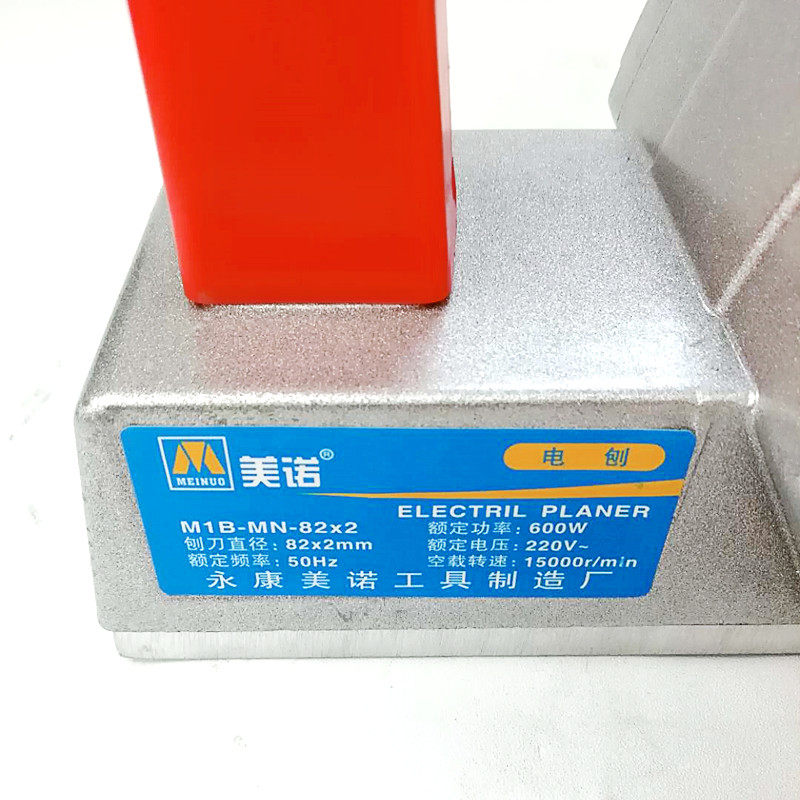 MEINUO
美诺®
电刨
ELECTRIL PLANER
M1B-MN-82x2
额定功率: 600W
刨刀直径: 82x2mm
额定电压: 220V~
额定频率: 50Hz
空载转速: 15000r/min
永康美诺工具制造厂